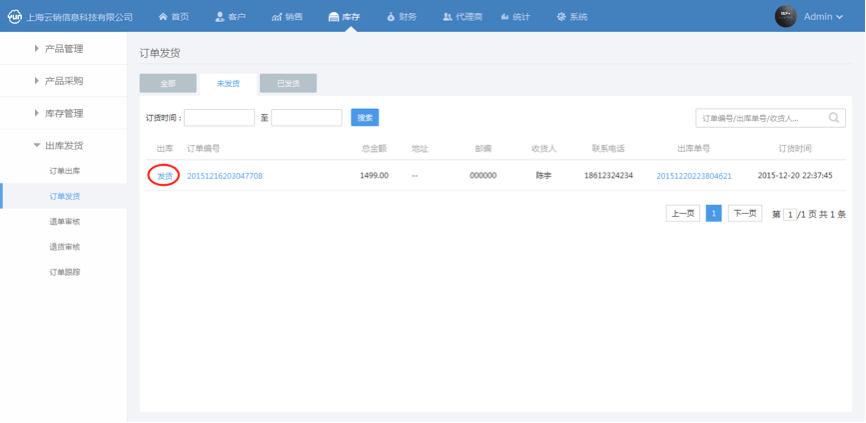 yun 上海云销信息科技有限公司 首页 客户 销售 库存 财务 代理商 统计 系统 Admin
产品管理
产品采购
库存管理
出库发货
订单出库
订单发货
退单审核
退货审核
订单跟踪
订单发货
全部 未发货 已发货
订货时间： 至 搜索 订单编号/出库单号/收货人...
出库 订单编号 总金额 地址 邮编 收货人 联系电话 出库单号 订货时间
发货 20151216203047708 1499.00 -- 000000 陈宇 18612324234 20151220223804621 2015-12-20 22:37:45
上一页 1 下一页 第 1 /1 页 共 1 条